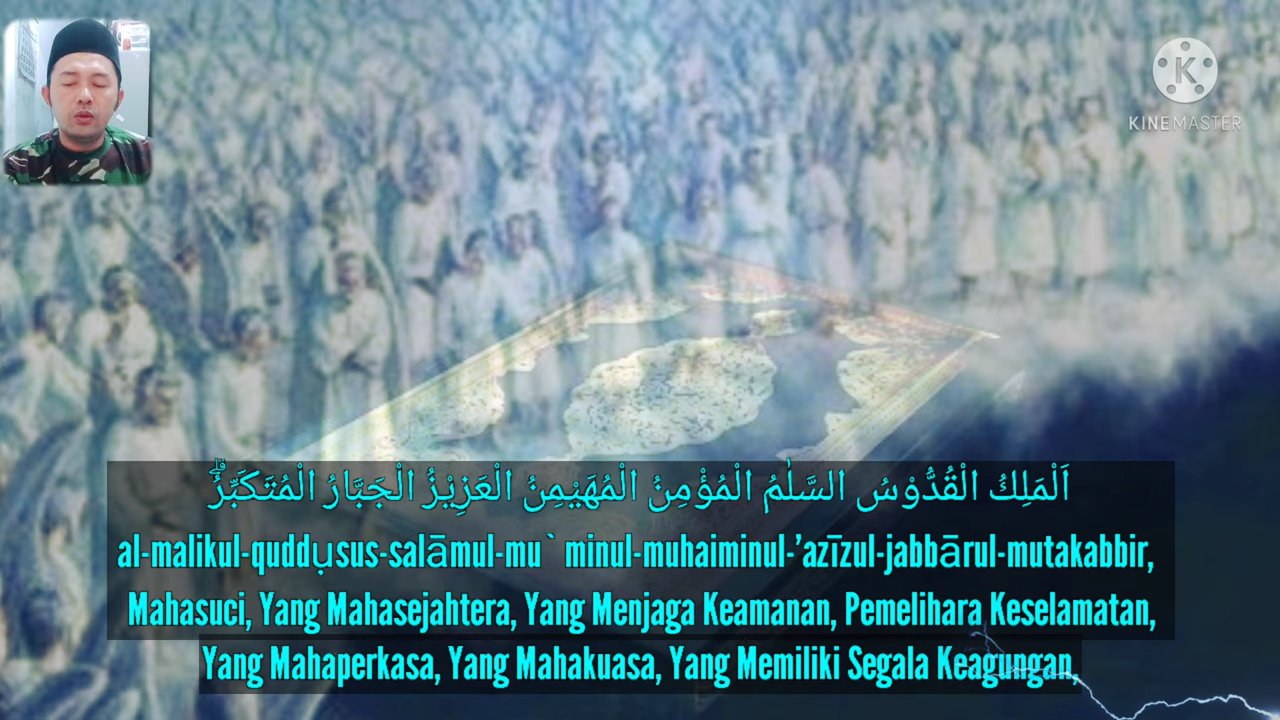 K
KINEMASTER
اَلْمَلِكُ الْقُدُّوْسُ السَّلٰمُ الْمُؤْمِنُ الْمُهَيْمِنُ الْعَزِيْزُ الْجَبَّارُ الْمُتَكَبِّرُۗ
al-malikul-quddụsus-salāmul-mu`minul-muhaiminul-'azīzul-jabbārul-mutakabbir,
Mahasuci, Yang Mahasejahtera, Yang Menjaga Keamanan, Pemelihara Keselamatan,
Yang Mahaperkasa, Yang Mahakuasa, Yang Memiliki Segala Keagungan,